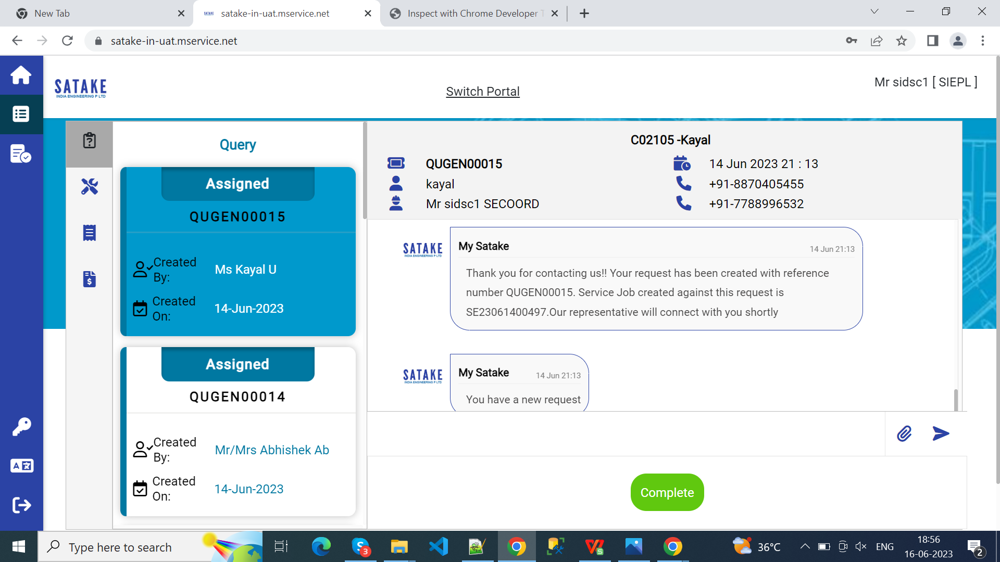 New Tab
satake-in-uat.mservice.net
Inspect with Chrome Developer T
satake-in-uat.mservice.net
SATAKE
INDIA ENGINEERING P LTD
Switch Portal
Mr sidsc1 [ SIEPL ]
Query
Assigned
QUGEN00015
Created By:
Ms Kayal U
Created On:
14-Jun-2023
Assigned
QUGEN00014
Created By:
Mr/Mrs Abhishek Ab
Created On:
14-Jun-2023
C02105 -Kayal
QUGEN00015
14 Jun 2023 21 : 13
kayal
+91-8870405455
Mr sidsc1 SECOORD
+91-7788996532
SATAKE
INDIA ENGINEERING P LTD
My Satake
14 Jun 21:13
Thank you for contacting us!! Your request has been created with reference
number QUGEN00015. Service Job created against this request is
SE23061400497.Our representative will connect with you shortly
SATAKE
INDIA ENGINEERING P LTD
My Satake
14 Jun 21:13
You have a new request
Complete
A
Type here to search
3
36°C
ENG
18:56
16-06-2023
2